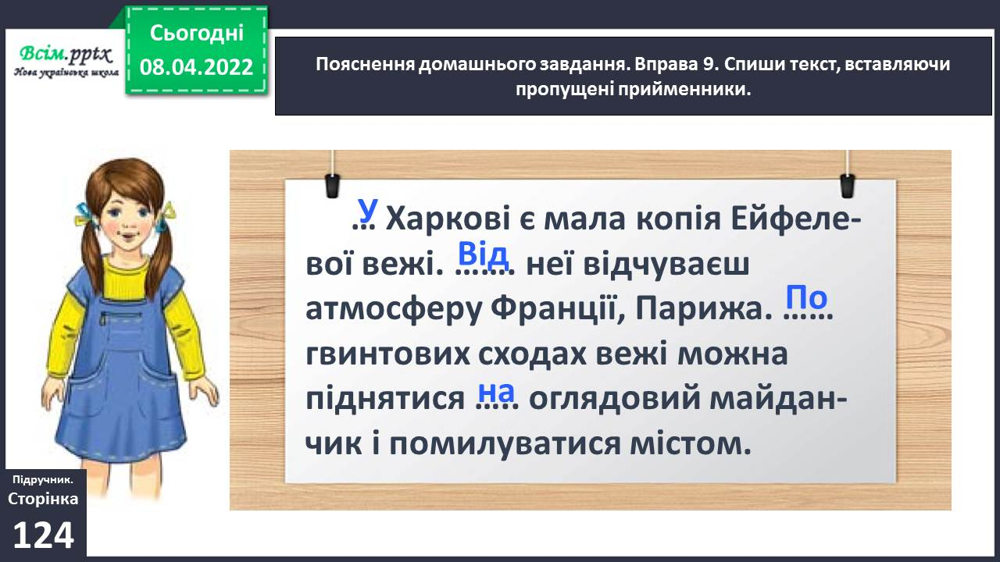 Всім.pptx
Нова українська школа
Сьогодні
08.04.2022
Пояснення домашнього завдання. Вправа 9. Спиши текст, вставляючи
пропущені прийменники.
У Харкові є мала копія Ейфеле-
вої вежі. Від неї відчуваєш
атмосферу Франції, Парижа. По
гвинтових сходах вежі можна
піднятися на оглядовий майдан-
чик і помилуватися містом.
Підручник.
Сторінка
124